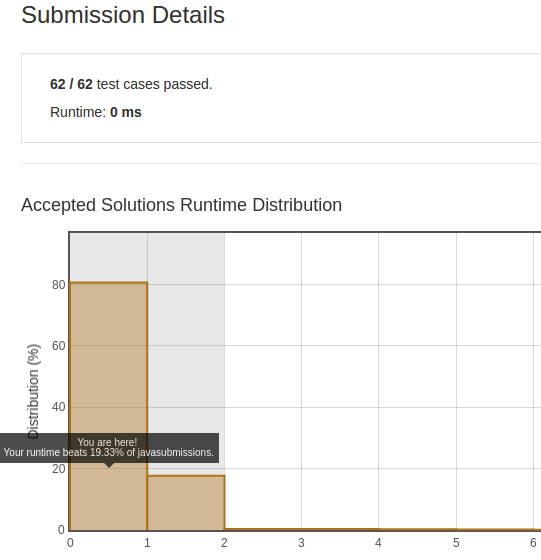 Submission Details
62 / 62 test cases passed.
Runtime: 0 ms
Accepted Solutions Runtime Distribution
80
60
40
20
0
Distribution (%)
You are here!
Your runtime beats 19.33% of javasubmissions.
0 1 2 3 4 5 6